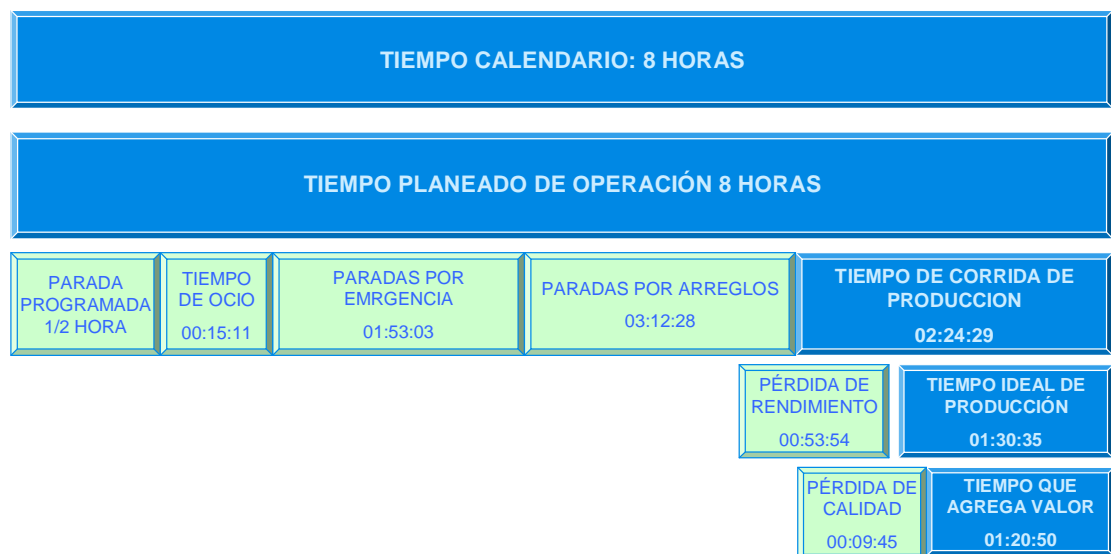 TIEMPO CALENDARIO: 8 HORAS
TIEMPO PLANEADO DE OPERACIÓN 8 HORAS
PARADA
PROGRAMADA
1/2 HORA
TIEMPO
DE OCIO
00:15:11
PARADAS POR
EMRGENCIA
01:53:03
PARADAS POR ARREGLOS
03:12:28
TIEMPO DE CORRIDA DE
PRODUCCION
02:24:29
PÉRDIDA DE
RENDIMIENTO
00:53:54
TIEMPO IDEAL DE
PRODUCCIÓN
01:30:35
PÉRDIDA DE
CALIDAD
00:09:45
TIEMPO QUE
AGREGA VALOR
01:20:50